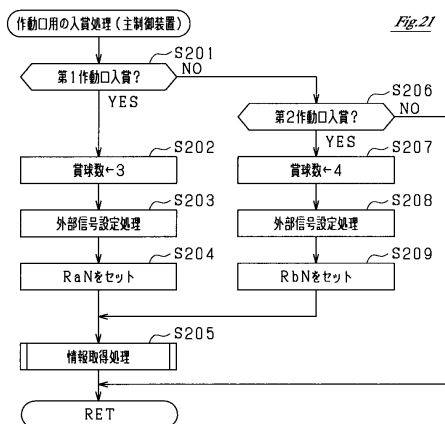 作動口用の入賞処理(主制御装置)
Fig.21
S201
第1作動口入賞?
NO
YES
S206
第2作動口入賞?
NO
YES
S202
賞球数←3
S207
賞球数←4
S203
外部信号設定処理
S208
外部信号設定処理
S204
RaNをセット
S209
RbNをセット
S205
情報取得処理
RET